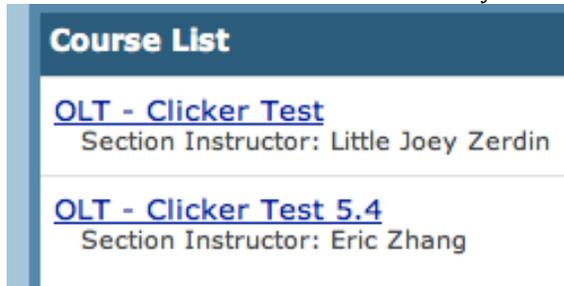 Course List
OLT - Clicker Test
Section Instructor: Little Joey Zerdin
OLT - Clicker Test 5.4
Section Instructor: Eric Zhang